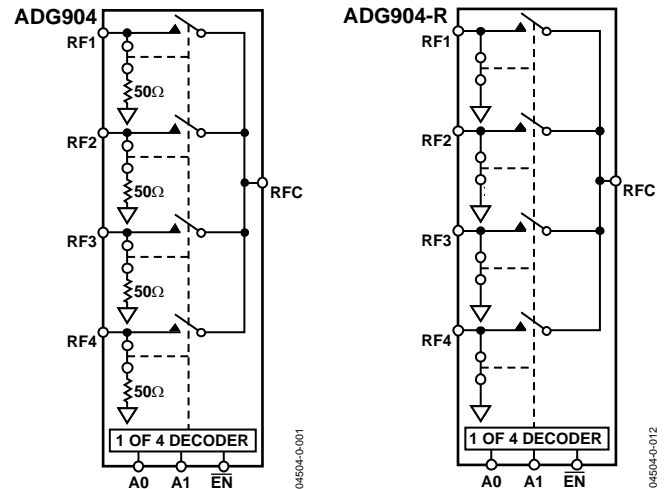 ADG904
RF1
50Ω
RF2
50Ω
RFC
RF3
50Ω
RF4
50Ω
1 OF 4 DECODER
A0 A1 EN
04504-0-001
ADG904-R
RF1
RF2
RFC
RF3
RF4
1 OF 4 DECODER
A0 A1 EN
04504-0-012